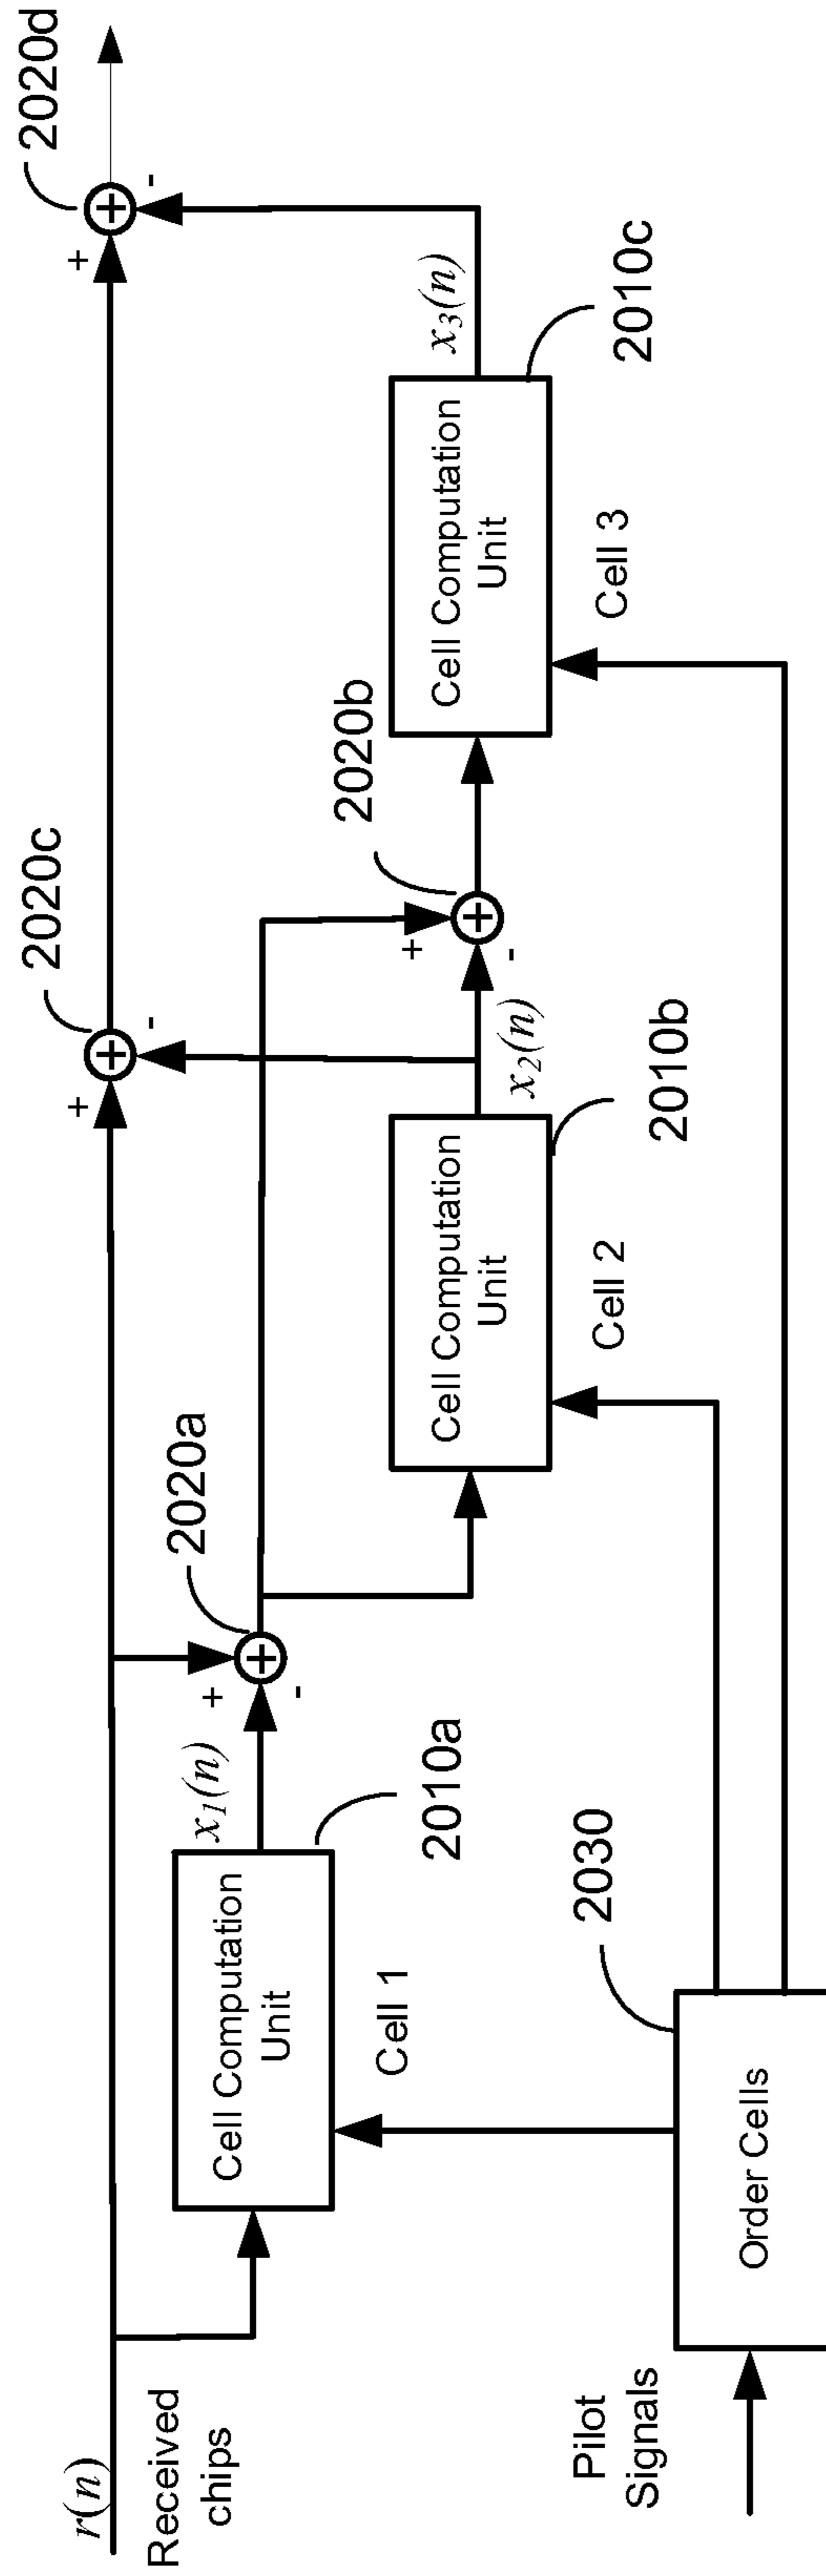 r(n)
Received
chips
Cell Computation
Unit
Cell 1
2010a
x1(n)
+
-
2020a
Cell Computation
Unit
Cell 2
2010b
x2(n)
+
-
2020b
+
-
2020c
Cell Computation
Unit
Cell 3
2010c
x3(n)
+
-
2020d
Pilot
Signals
Order Cells
2030